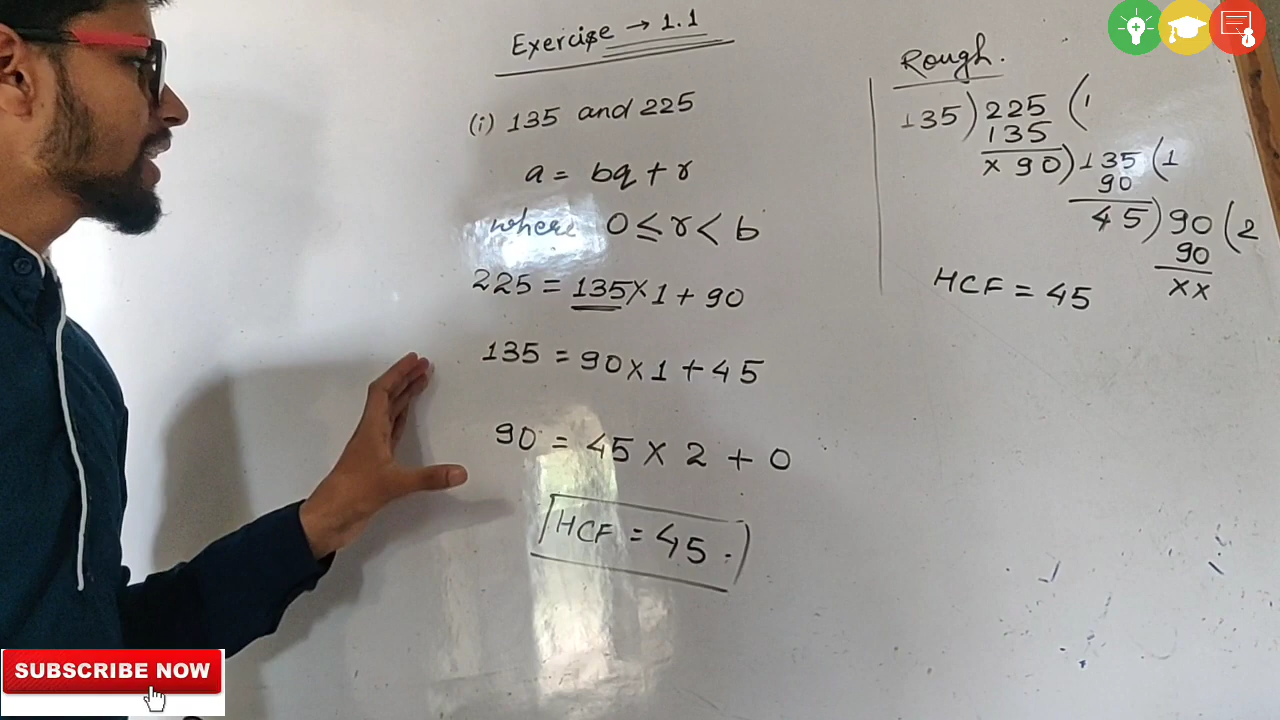 Exercise → 1.1
(i) 135 and 225
a = bq + r
where 0 ≤ r < b
225 = 135 × 1 + 90
135 = 90 × 1 + 45
90 = 45 × 2 + 0
HCF = 45.
Rough.
135 ) 225 ( 1
135
× 90 ) 135 ( 1
90
45 ) 90 ( 2
90
××
HCF = 45
SUBSCRIBE NOW